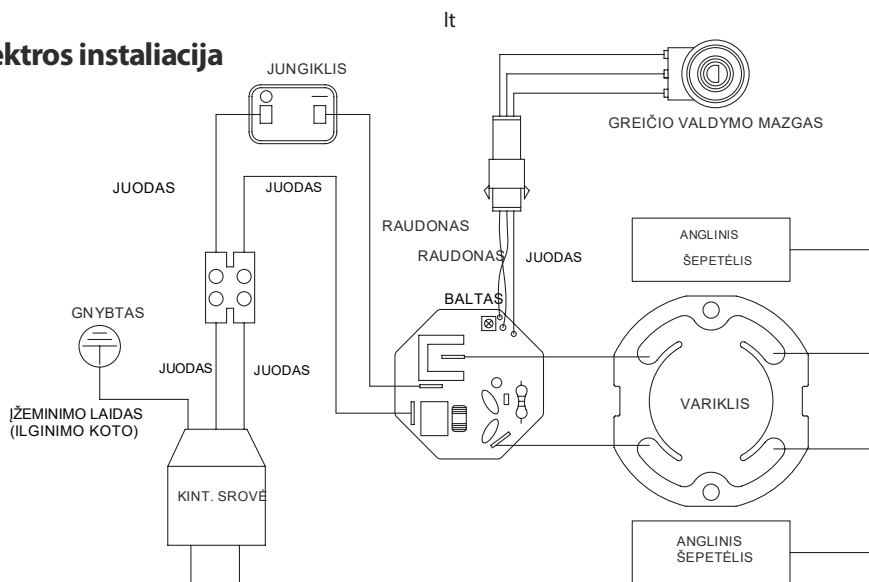 lt
ektros instaliacija
JUNGIKLIS
GREIČIO VALDYMO MAZGAS
JUODAS
JUODAS
RAUDONAS
RAUDONAS
JUODAS
ANGLINIS
ŠEPETĖLIS
BALTAS
GNYBTAS
JUODAS
JUODAS
VARIKLIS
ĮŽEMINIMO LAIDAS
(ILGINIMO KOTO)
KINT. SROVĖ
ANGLINIS
ŠEPETĖLIS